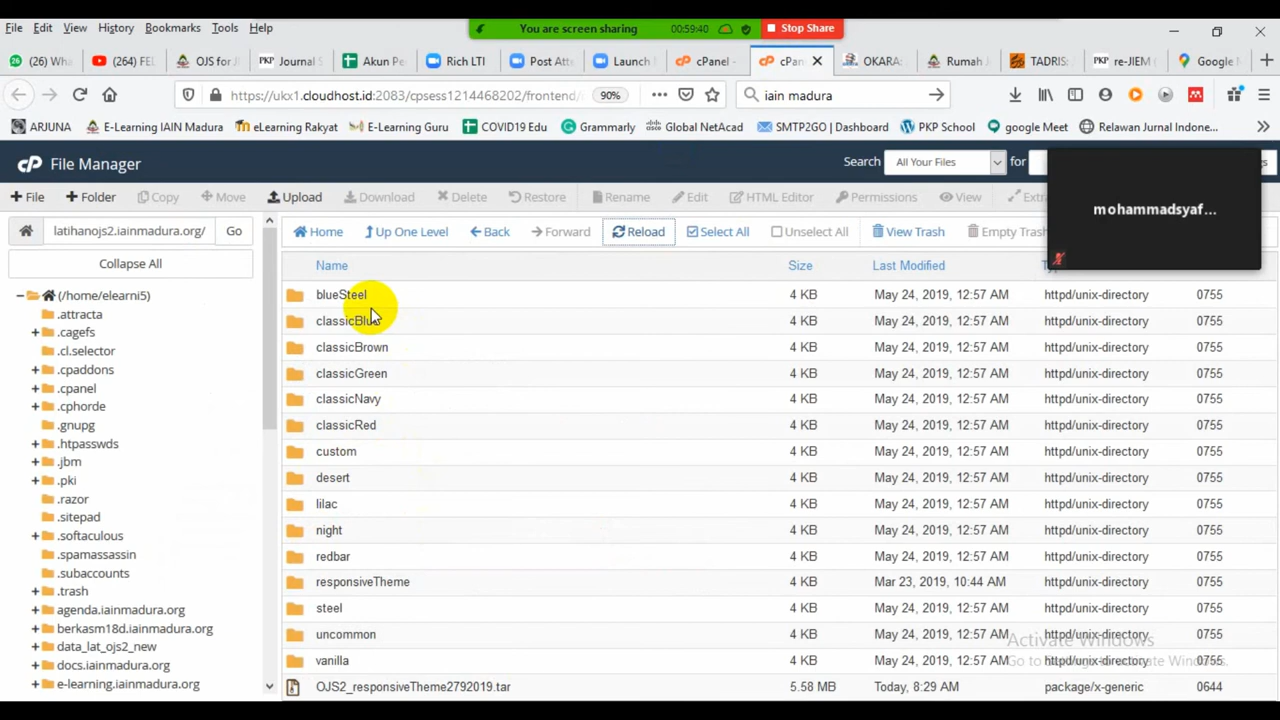 File Edit View History Bookmarks Tools Help
You are screen sharing 00:59:40 Stop Share
(26) Wha (264) FE OJS for J PKP Journal S Akun Pe Rich LTI Post Atte Launch cPanel - cPan OKARA: Rumah J TADRIS: PKP re-JIEM ( Google M
https://ukx1.cloudhost.id:2083/cpsess1214468202/frontend/ 90% iain madura
ARJUNA E-Learning IAIN Madura eLearning Rakyat E-Learning Guru COVID19 Edu Grammarly Global NetAcad SMTP2GO | Dashboard PKP School google Meet Relawan Jurnal Indone...
cP File Manager Search All Your Files for
File Folder Copy Move Upload Download Delete Restore Rename Edit HTML Editor Permissions View Extra
mohammadsyaf...
latihanojs2.iainmadura.org/ Go
Home Up One Level Back Forward Reload Select All Unselect All View Trash Empty Trash
Collapse All
Name Size Last Modified
(/home/elearni5)
.attracta
.cagefs
.cl.selector
.cpaddons
.cpanel
.cphorde
.gnupg
.htpasswds
.jbm
.pki
.razor
.sitepad
.softaculous
.spamassassin
.subaccounts
.trash
agenda.iainmadura.org
berkasm18d.iainmadura.org
data_lat_ojs2_new
docs.iainmadura.org
e-learning.iainmadura.org
blueSteel 4 KB May 24, 2019, 12:57 AM httpd/unix-directory 0755
classicBlue 4 KB May 24, 2019, 12:57 AM httpd/unix-directory 0755
classicBrown 4 KB May 24, 2019, 12:57 AM httpd/unix-directory 0755
classicGreen 4 KB May 24, 2019, 12:57 AM httpd/unix-directory 0755
classicNavy 4 KB May 24, 2019, 12:57 AM httpd/unix-directory 0755
classicRed 4 KB May 24, 2019, 12:57 AM httpd/unix-directory 0755
custom 4 KB May 24, 2019, 12:57 AM httpd/unix-directory 0755
desert 4 KB May 24, 2019, 12:57 AM httpd/unix-directory 0755
lilac 4 KB May 24, 2019, 12:57 AM httpd/unix-directory 0755
night 4 KB May 24, 2019, 12:57 AM httpd/unix-directory 0755
redbar 4 KB May 24, 2019, 12:57 AM httpd/unix-directory 0755
responsiveTheme 4 KB Mar 23, 2019, 10:44 AM httpd/unix-directory 0755
steel 4 KB May 24, 2019, 12:57 AM httpd/unix-directory 0755
uncommon 4 KB May 24, 2019, 12:57 AM httpd/unix-directory 0755
vanilla 4 KB May 24, 2019, 12:57 AM httpd/unix-directory 0755
OJS2_responsiveTheme2792019.tar 5.58 MB Today, 8:29 AM package/x-generic 0644
Activate Windows
Go to Settings to activate Windows.